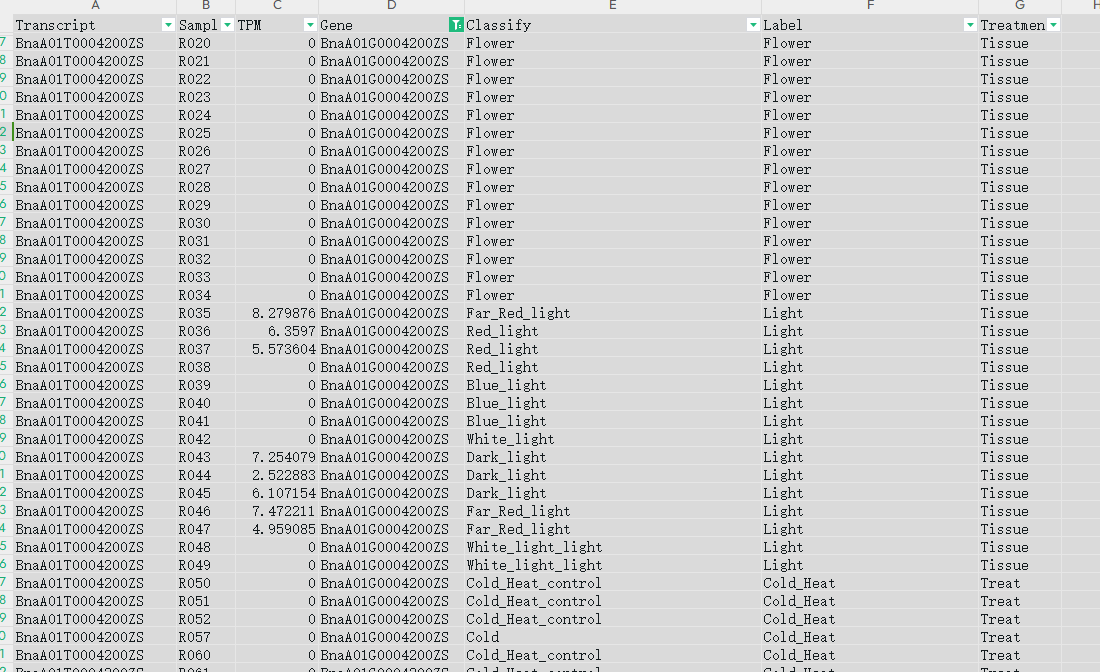 A B C D E F G H
Transcript Sampl TPM Gene Classify Label Treatmen
7 BnaA01T0004200ZS R020 0 BnaA01G0004200ZS Flower Flower Tissue
8 BnaA01T0004200ZS R021 0 BnaA01G0004200ZS Flower Flower Tissue
9 BnaA01T0004200ZS R022 0 BnaA01G0004200ZS Flower Flower Tissue
0 BnaA01T0004200ZS R023 0 BnaA01G0004200ZS Flower Flower Tissue
1 BnaA01T0004200ZS R024 0 BnaA01G0004200ZS Flower Flower Tissue
2 BnaA01T0004200ZS R025 0 BnaA01G0004200ZS Flower Flower Tissue
3 BnaA01T0004200ZS R026 0 BnaA01G0004200ZS Flower Flower Tissue
4 BnaA01T0004200ZS R027 0 BnaA01G0004200ZS Flower Flower Tissue
5 BnaA01T0004200ZS R028 0 BnaA01G0004200ZS Flower Flower Tissue
6 BnaA01T0004200ZS R029 0 BnaA01G0004200ZS Flower Flower Tissue
7 BnaA01T0004200ZS R030 0 BnaA01G0004200ZS Flower Flower Tissue
8 BnaA01T0004200ZS R031 0 BnaA01G0004200ZS Flower Flower Tissue
9 BnaA01T0004200ZS R032 0 BnaA01G0004200ZS Flower Flower Tissue
0 BnaA01T0004200ZS R033 0 BnaA01G0004200ZS Flower Flower Tissue
1 BnaA01T0004200ZS R034 0 BnaA01G0004200ZS Flower Flower Tissue
2 BnaA01T0004200ZS R035 8.279876 BnaA01G0004200ZS Far_Red_light Light Tissue
3 BnaA01T0004200ZS R036 6.3597 BnaA01G0004200ZS Red_light Light Tissue
4 BnaA01T0004200ZS R037 5.573604 BnaA01G0004200ZS Red_light Light Tissue
5 BnaA01T0004200ZS R038 0 BnaA01G0004200ZS Red_light Light Tissue
6 BnaA01T0004200ZS R039 0 BnaA01G0004200ZS Blue_light Light Tissue
7 BnaA01T0004200ZS R040 0 BnaA01G0004200ZS Blue_light Light Tissue
8 BnaA01T0004200ZS R041 0 BnaA01G0004200ZS Blue_light Light Tissue
9 BnaA01T0004200ZS R042 0 BnaA01G0004200ZS White_light Light Tissue
0 BnaA01T0004200ZS R043 7.254079 BnaA01G0004200ZS Dark_light Light Tissue
1 BnaA01T0004200ZS R044 2.522883 BnaA01G0004200ZS Dark_light Light Tissue
2 BnaA01T0004200ZS R045 6.107154 BnaA01G0004200ZS Dark_light Light Tissue
3 BnaA01T0004200ZS R046 7.472211 BnaA01G0004200ZS Far_Red_light Light Tissue
4 BnaA01T0004200ZS R047 4.959085 BnaA01G0004200ZS Far_Red_light Light Tissue
5 BnaA01T0004200ZS R048 0 BnaA01G0004200ZS White_light_light Light Tissue
6 BnaA01T0004200ZS R049 0 BnaA01G0004200ZS White_light_light Light Tissue
7 BnaA01T0004200ZS R050 0 BnaA01G0004200ZS Cold_Heat_control Cold_Heat Treat
8 BnaA01T0004200ZS R051 0 BnaA01G0004200ZS Cold_Heat_control Cold_Heat Treat
9 BnaA01T0004200ZS R052 0 BnaA01G0004200ZS Cold_Heat_control Cold_Heat Treat
0 BnaA01T0004200ZS R057 0 BnaA01G0004200ZS Cold Cold_Heat Treat
1 BnaA01T0004200ZS R060 0 BnaA01G0004200ZS Cold_Heat_control Cold_Heat Treat